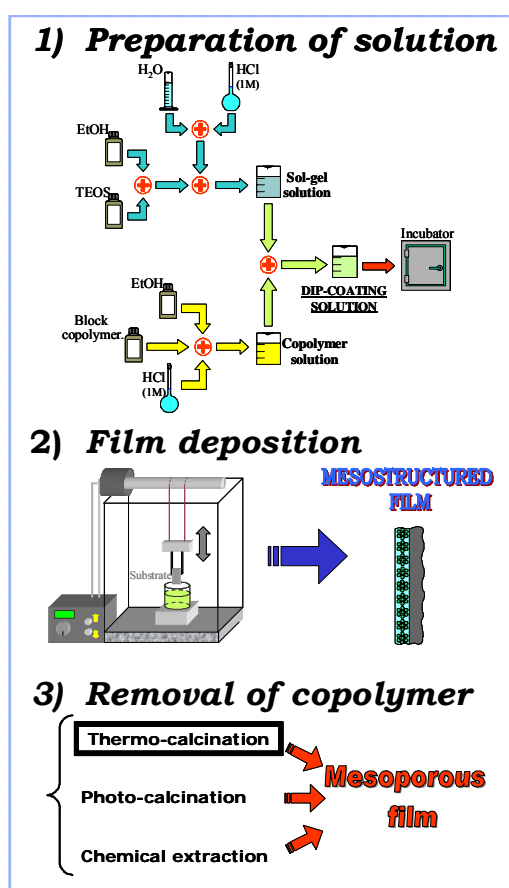 1) Preparation of solution
H2O
HCl
(1M)
EtOH
TEOS
Sol-gel
solution
Incubator
DIP-COATING
SOLUTION
EtOH
Block
copolymer.
HCl
(1M)
Copolymer
solution
2) Film deposition
MESOSTRUCTURED
FILM
Substrate
3) Removal of copolymer
Thermo-calcination
Photo-calcination
Chemical extraction
Mesoporous
film